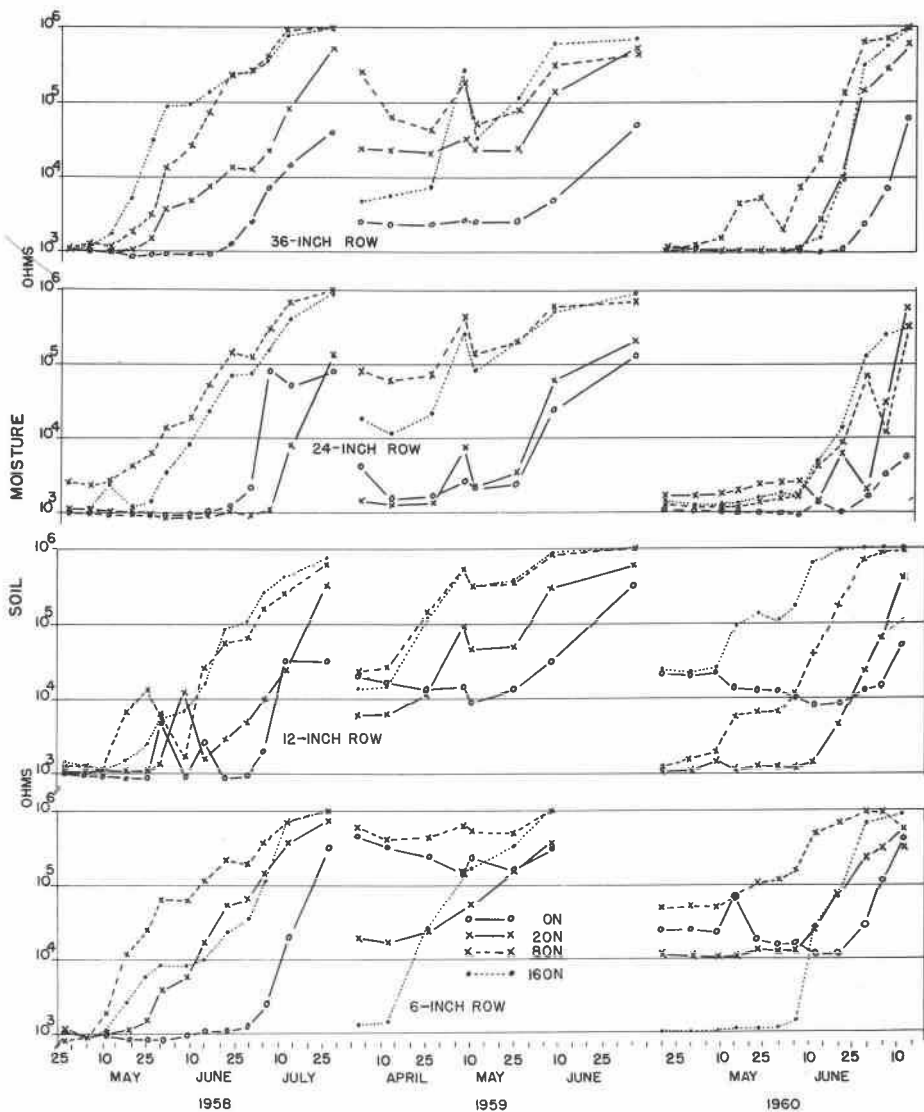 10⁶
10⁵
10⁴
10³
OHMS
36-INCH ROW
10⁶
10⁵
10⁴
10³
MOISTURE
24-INCH ROW
10⁶
10⁵
10⁴
10³
SOIL
OHMS
12-INCH ROW
10⁶
10⁵
10⁴
10³
0N
20N
80N
160N
6-INCH ROW
25 10 25 10 25 10 25 10 25 10 25 10 25 10 25 10 25 10
MAY JUNE JULY APRIL MAY JUNE MAY JUNE
1958 1959 1960